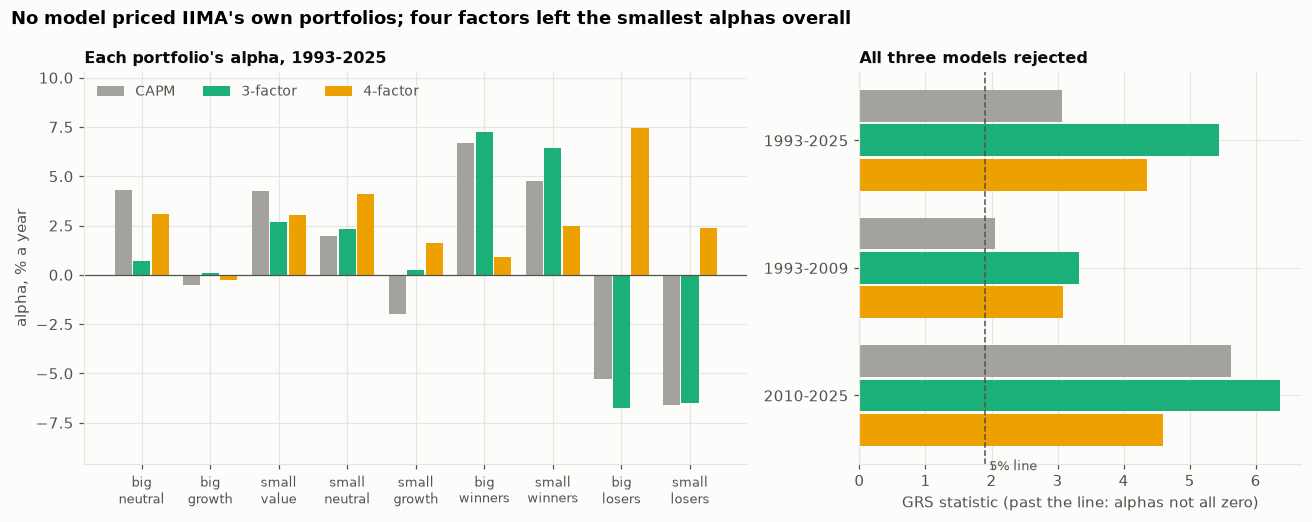 No model priced IIMA's own portfolios; four factors left the smallest alphas overall
Each portfolio's alpha, 1993-2025
CAPM 3-factor 4-factor
alpha, % a year
10.0
7.5
5.0
2.5
0.0
−2.5
−5.0
−7.5
big neutral
big growth
small value
small neutral
small growth
big winners
small winners
big losers
small losers
All three models rejected
1993-2025
1993-2009
2010-2025
5% line
0 1 2 3 4 5 6
GRS statistic (past the line: alphas not all zero)